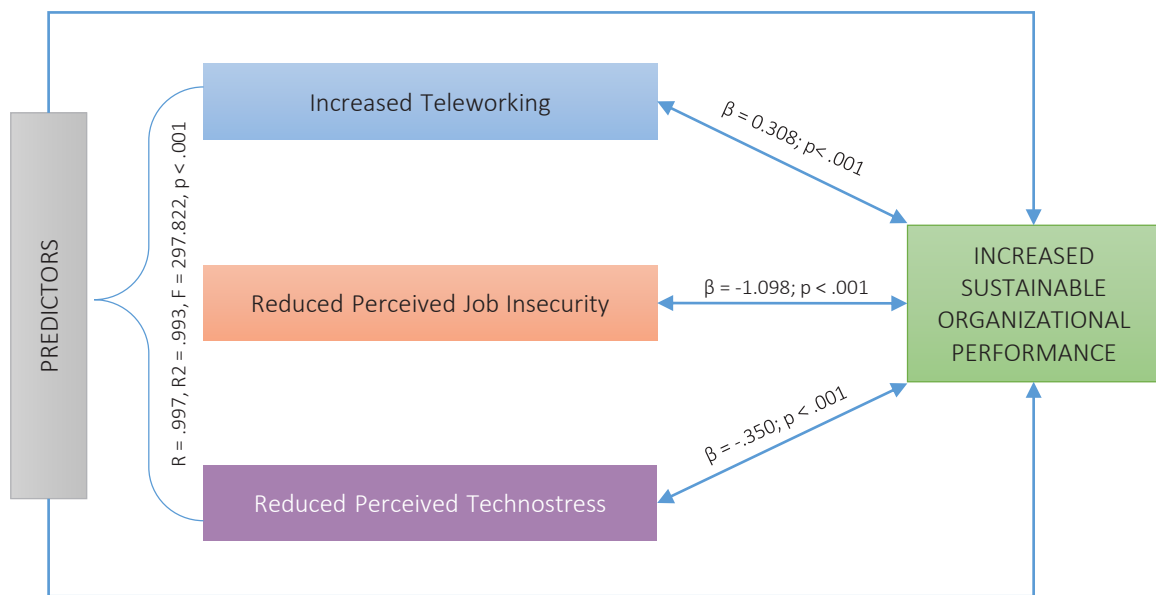 PREDICTORS
R = .997, R2 = .993, F = 297.822, p < .001
Increased Teleworking
β = 0.308; p< .001
Reduced Perceived Job Insecurity
β = -1.098; p < .001
Reduced Perceived Technostress
β = -.350; p < .001
INCREASED
SUSTAINABLE
ORGANIZATIONAL
PERFORMANCE